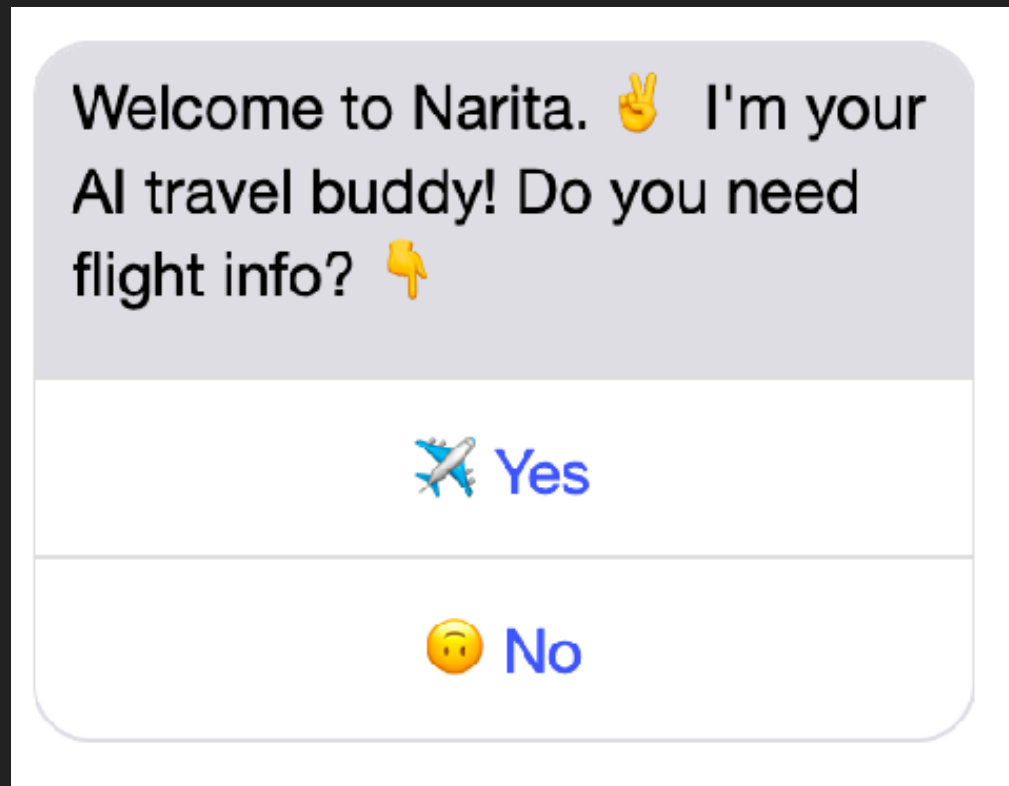 Welcome to Narita. ✌️ I'm your
AI travel buddy! Do you need
flight info? 👇
✈️ Yes
🙃 No